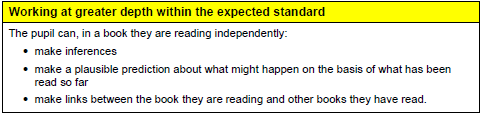 Working at greater depth within the expected standard
The pupil can, in a book they are reading independently:
• make inferences
• make a plausible prediction about what might happen on the basis of what has been
read so far
• make links between the book they are reading and other books they have read.